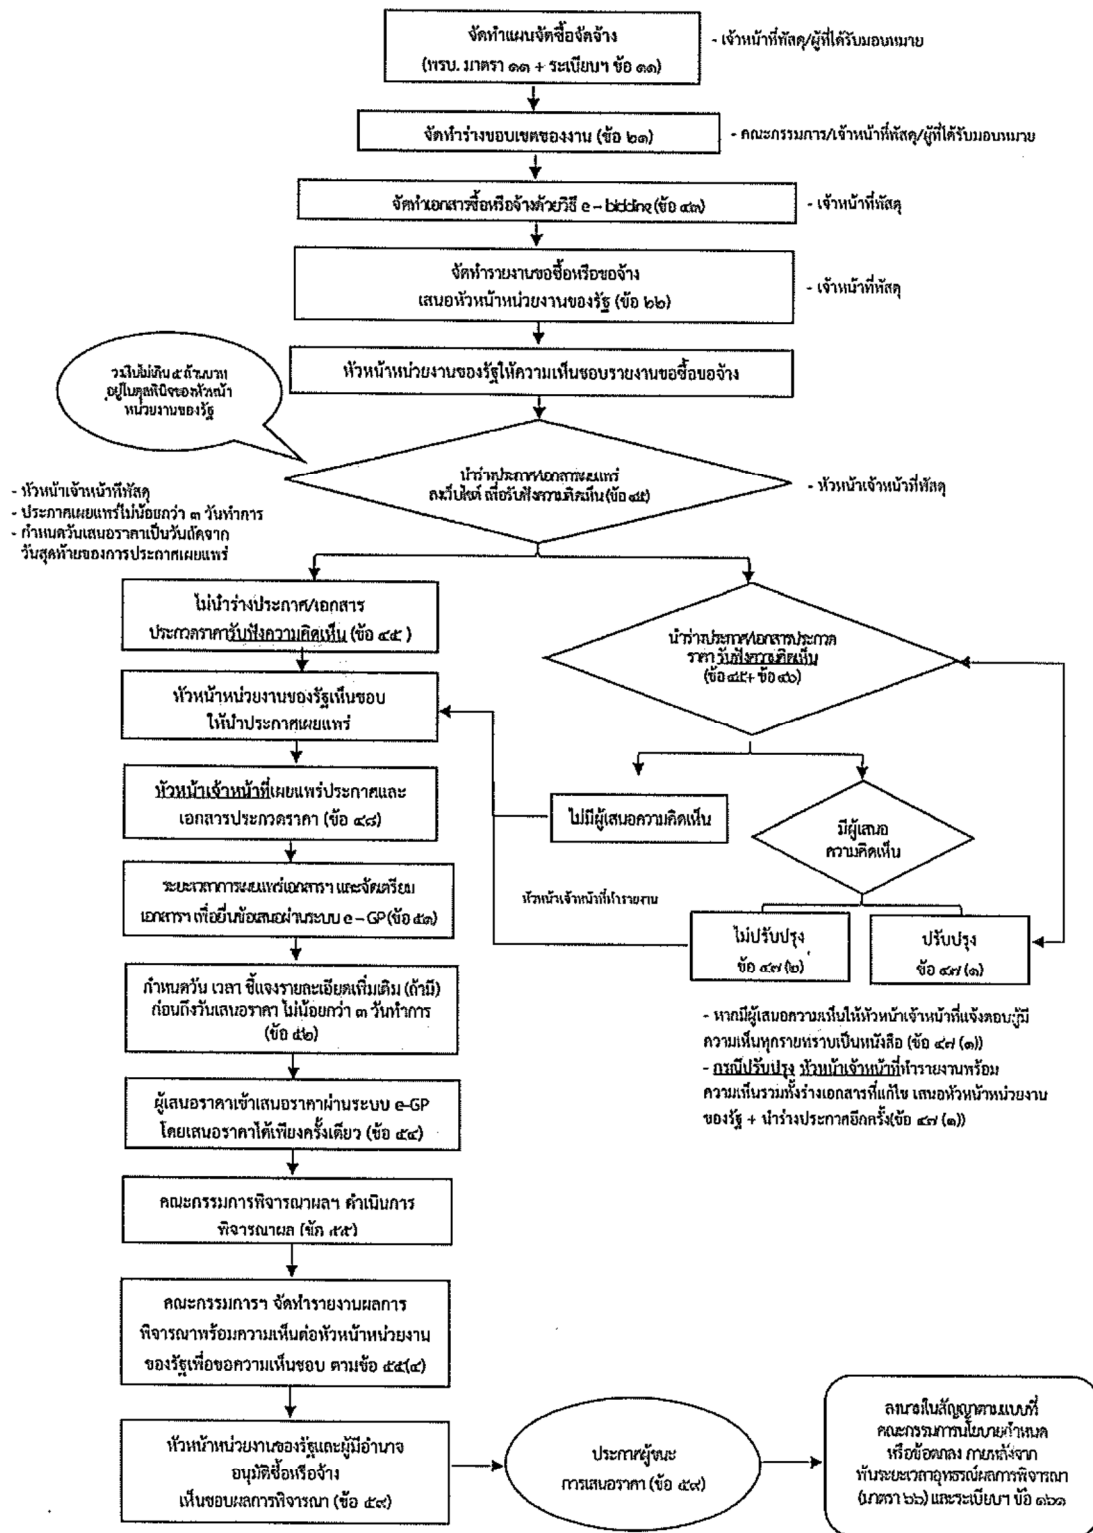 จัดทำแผนจัดซื้อจัดจ้าง
(พรบ. มาตรา ๑๑ + ระเบียบฯ ข้อ ๑๑)
- เจ้าหน้าที่พัสดุ/ผู้ที่ได้รับมอบหมาย
จัดทำร่างขอบเขตของงาน (ข้อ ๒๑)
- คณะกรรมการ/เจ้าหน้าที่พัสดุ/ผู้ที่ได้รับมอบหมาย
จัดทำเอกสารซื้อหรือจ้างด้วยวิธี e – bidding (ข้อ ๔๓)
- เจ้าหน้าที่พัสดุ
จัดทำรายงานขอซื้อหรือขอจ้าง
เสนอหัวหน้าหน่วยงานของรัฐ (ข้อ ๒๒)
- เจ้าหน้าที่พัสดุ
หัวหน้าหน่วยงานของรัฐให้ความเห็นชอบรายงานขอซื้อขอจ้าง
วงเงินไม่เกิน ๕ ล้านบาท
อยู่ในดุลพินิจของหัวหน้า
หน่วยงานของรัฐ
นำร่างประกาศ/เอกสารเผยแพร่
ลงเว็บไซต์ เพื่อรับฟังความคิดเห็น (ข้อ ๔๕)
- หัวหน้าเจ้าหน้าที่พัสดุ
- หัวหน้าเจ้าหน้าที่พัสดุ
- ประกาศเผยแพร่ไม่น้อยกว่า ๓ วันทำการ
- กำหนดวันเสนอราคาเป็นวันถัดจาก
วันสุดท้ายของการประกาศเผยแพร่
ไม่นำร่างประกาศ/เอกสาร
ประกวดราคารับฟังความคิดเห็น (ข้อ ๔๕ )
นำร่างประกาศ/เอกสารประกวด
ราคา รับฟังความคิดเห็น
(ข้อ ๔๕+ ข้อ ๔๖)
หัวหน้าหน่วยงานของรัฐเห็นชอบ
ให้นำประกาศเผยแพร่
หัวหน้าเจ้าหน้าที่เผยแพร่ประกาศและ
เอกสารประกวดราคา (ข้อ ๔๘)
ไม่มีผู้เสนอความคิดเห็น
มีผู้เสนอ
ความคิดเห็น
ระยะเวลาการเผยแพร่เอกสารฯ และจัดเตรียม
เอกสารฯ เพื่อยื่นข้อเสนอผ่านระบบ e – GP (ข้อ ๕๑)
หัวหน้าเจ้าหน้าที่ทำรายงาน
ไม่ปรับปรุง
ข้อ ๔๗ (๒)
ปรับปรุง
ข้อ ๔๗ (๑)
กำหนดวัน เวลา ชี้แจงรายละเอียดเพิ่มเติม (ถ้ามี)
ก่อนถึงวันเสนอราคา ไม่น้อยกว่า ๓ วันทำการ
(ข้อ ๕๒)
- หากมีผู้เสนอความเห็นให้หัวหน้าเจ้าหน้าที่แจ้งตอบผู้มี
ความเห็นทุกรายทราบเป็นหนังสือ (ข้อ ๔๗ (๑))
- กรณีปรับปรุง หัวหน้าเจ้าหน้าที่ทำรายงานพร้อม
ความเห็นรวมทั้งร่างเอกสารที่แก้ไข เสนอหัวหน้าหน่วยงาน
ของรัฐ + นำร่างประกาศอีกครั้ง(ข้อ ๔๗ (๑))
ผู้เสนอราคาเข้าเสนอราคาผ่านระบบ e-GP
โดยเสนอราคาได้เพียงครั้งเดียว (ข้อ ๕๔)
คณะกรรมการพิจารณาผลฯ ดำเนินการ
พิจารณาผล (ข้อ ๕๕)
คณะกรรมการฯ จัดทำรายงานผลการ
พิจารณาพร้อมความเห็นต่อหัวหน้าหน่วยงาน
ของรัฐเพื่อขอความเห็นชอบ ตามข้อ ๕๕(๔)
หัวหน้าหน่วยงานของรัฐและผู้มีอำนาจ
อนุมัติซื้อหรือจ้าง
เห็นชอบผลการพิจารณา (ข้อ ๕๙)
ประกาศผู้ชนะ
การเสนอราคา (ข้อ ๕๙)
ลงนามในสัญญาตามแบบที่
คณะกรรมการนโยบายกำหนด
หรือข้อตกลง ภายหลังจาก
พ้นระยะเวลาอุทธรณ์ผลการพิจารณา
(มาตรา ๖๖) และระเบียบฯ ข้อ ๑๖๑